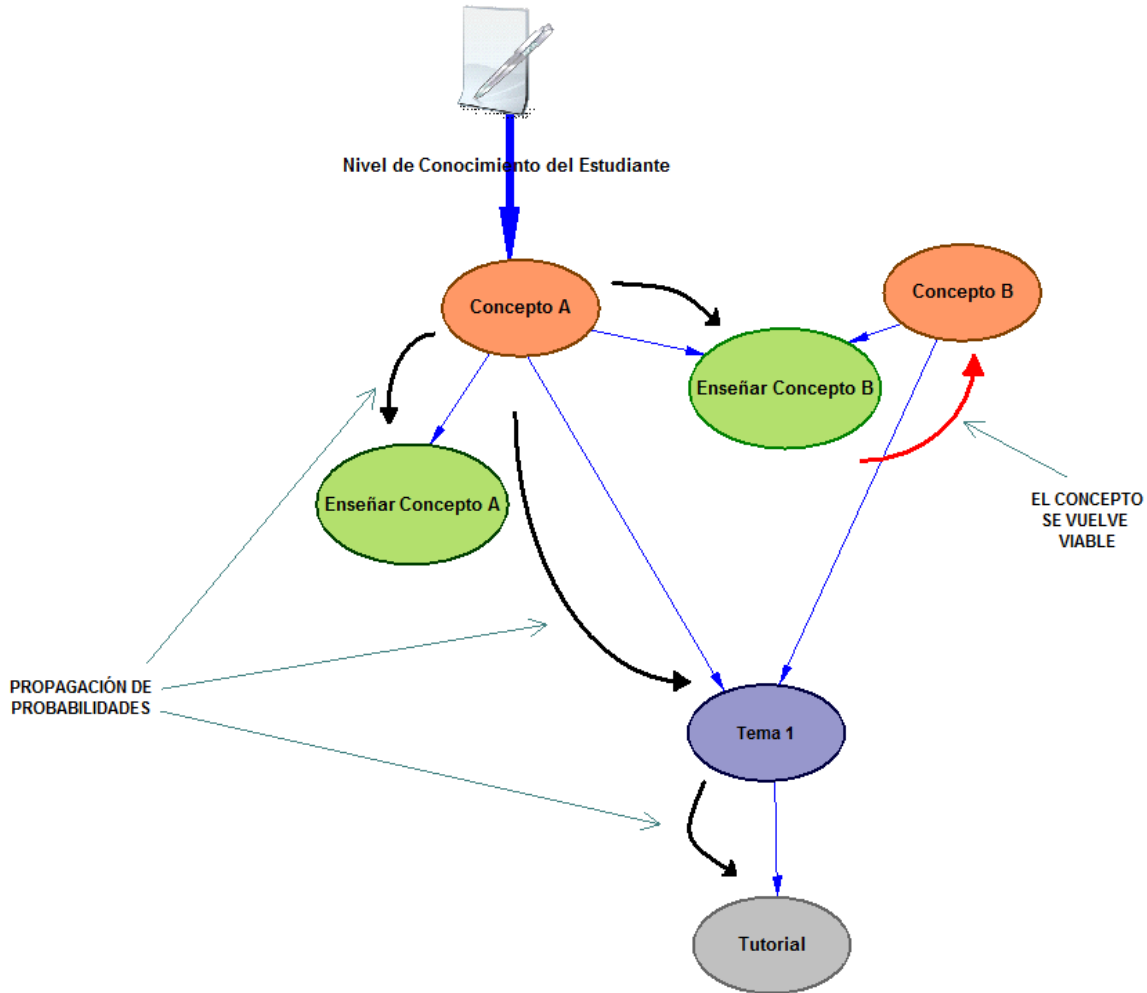 Nivel de Conocimiento del Estudiante
Concepto A
Concepto B
Enseñar Concepto B
Enseñar Concepto A
EL CONCEPTO
SE VUELVE
VIABLE
PROPAGACIÓN DE
PROBABILIDADES
Tema 1
Tutorial